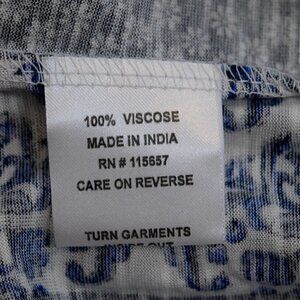 100% VISCOSE
MADE IN INDIA
RN # 115657
CARE ON REVERSE
TURN GARMENTS